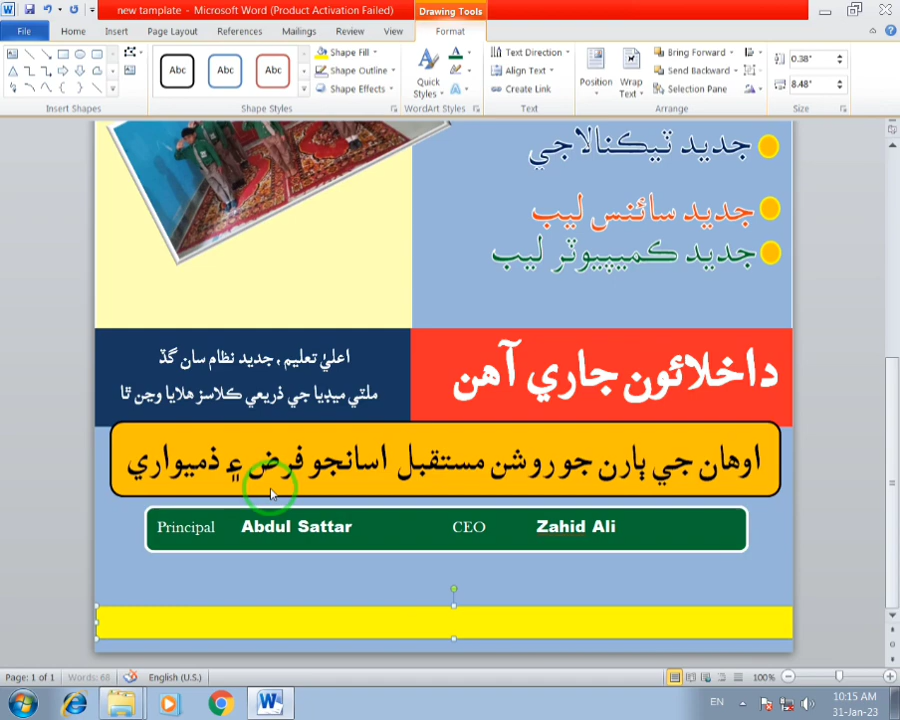 new tamplate - Microsoft Word (Product Activation Failed)
Drawing Tools
File Home Insert Page Layout References Mailings Review View Format
Abc Abc Abc
Shape Fill
Shape Outline
Shape Effects
Quick Styles
Text Direction
Align Text
Create Link
Position
Wrap Text
Bring Forward
Send Backward
Selection Pane
0.38"
8.48"
Insert Shapes Shape Styles WordArt Styles Text Arrange Size
جديد ٽيڪنالاجي
جديد سائنس ليب
جديد ڪمپيوٽر ليب
داخلائون جاري آهن
اعليٰ تعليم ، جديد نظام سان گڏ
ملٽي ميڊيا جي ذريعي ڪلاسز هلايا وڃن ٿا
اوهان جي ٻارن جو روشن مستقبل اسانجو فرض ۽ ذميواري
Principal Abdul Sattar CEO Zahid Ali
Page: 1 of 1 Words: 68 English (U.S.) 100%
EN 10:15 AM
31-Jan-23